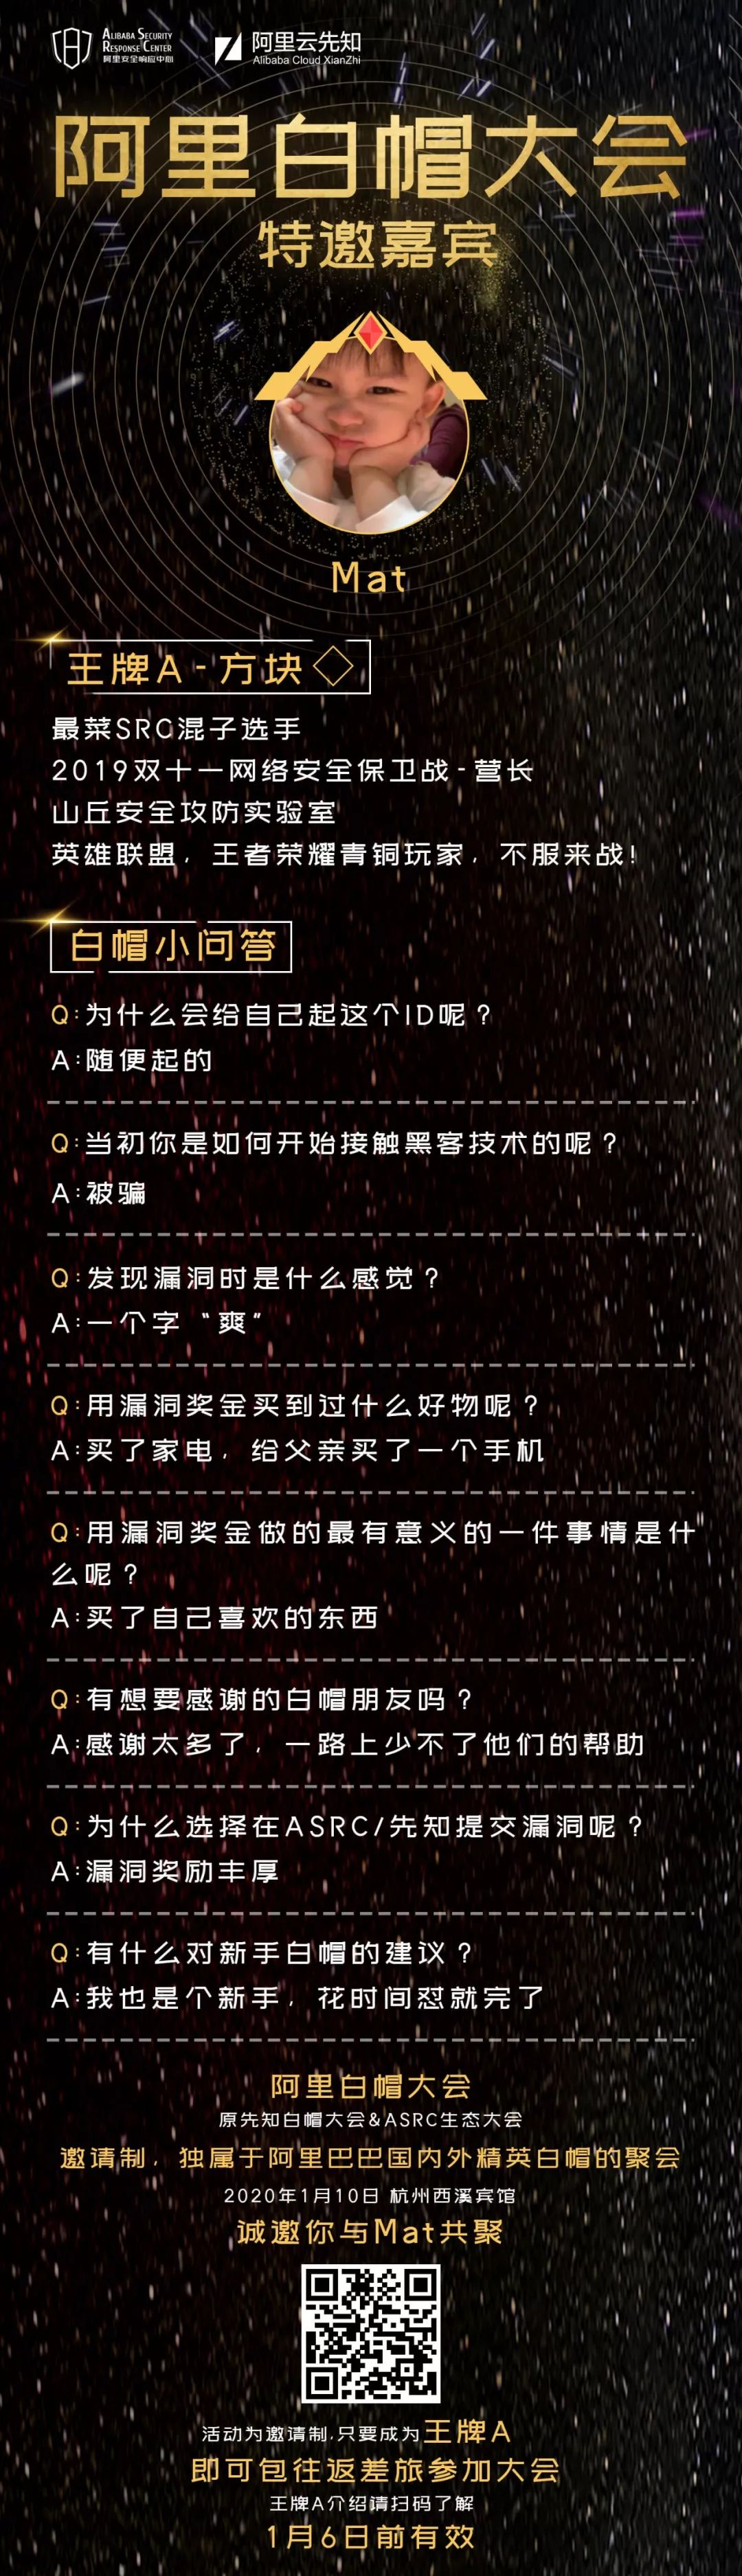 ALIBABA SECURITY
RESPONSE CENTER
阿里安全响应中心
阿里云先知
Alibaba Cloud XianZhi
阿里白帽大会
特邀嘉宾
Mat
王牌A-方块
最菜SRC混子选手
2019双十一网络安全保卫战-营长
山丘安全攻防实验室
英雄联盟，王者荣耀青铜玩家，不服来战!
白帽小问答
Q:为什么会给自己起这个ID呢？
A:随便起的
Q:当初你是如何开始接触黑客技术的呢？
A:被骗
Q:发现漏洞时是什么感觉？
A:一个字“爽”
Q:用漏洞奖金买到过什么好物呢？
A:买了家电，给父亲买了一个手机
Q:用漏洞奖金做的最有意义的一件事情是什
么呢？
A:买了自己喜欢的东西
Q:有想要感谢的白帽朋友吗？
A:感谢太多了，一路上少不了他们的帮助
Q:为什么选择在ASRC/先知提交漏洞呢？
A:漏洞奖励丰厚
Q:有什么对新手白帽的建议？
A:我也是个新手，花时间怼就完了
阿里白帽大会
原先知白帽大会&ASRC生态大会
邀请制，独属于阿里巴巴国内外精英白帽的聚会
2020年1月10日 杭州西溪宾馆
诚邀你与Mat共聚
活动为邀请制,只要成为王牌A
即可包往返差旅参加大会
王牌A介绍请扫码了解
1月6日前有效